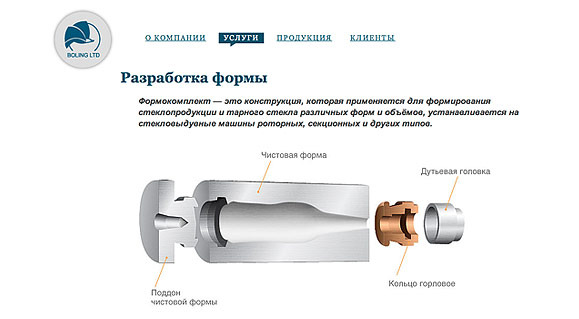 BOLING LTD
О КОМПАНИИ УСЛУГИ ПРОДУКЦИЯ КЛИЕНТЫ
Разработка формы
Формокомплект — это конструкция, которая применяется для формирования
стеклопродукции и тарного стекла различных форм и объёмов, устанавливается на
стекловыдувные машины роторных, секционных и других типов.
Чистовая форма
Дутьевая головка
Кольцо горловое
Поддон
чистовой формы